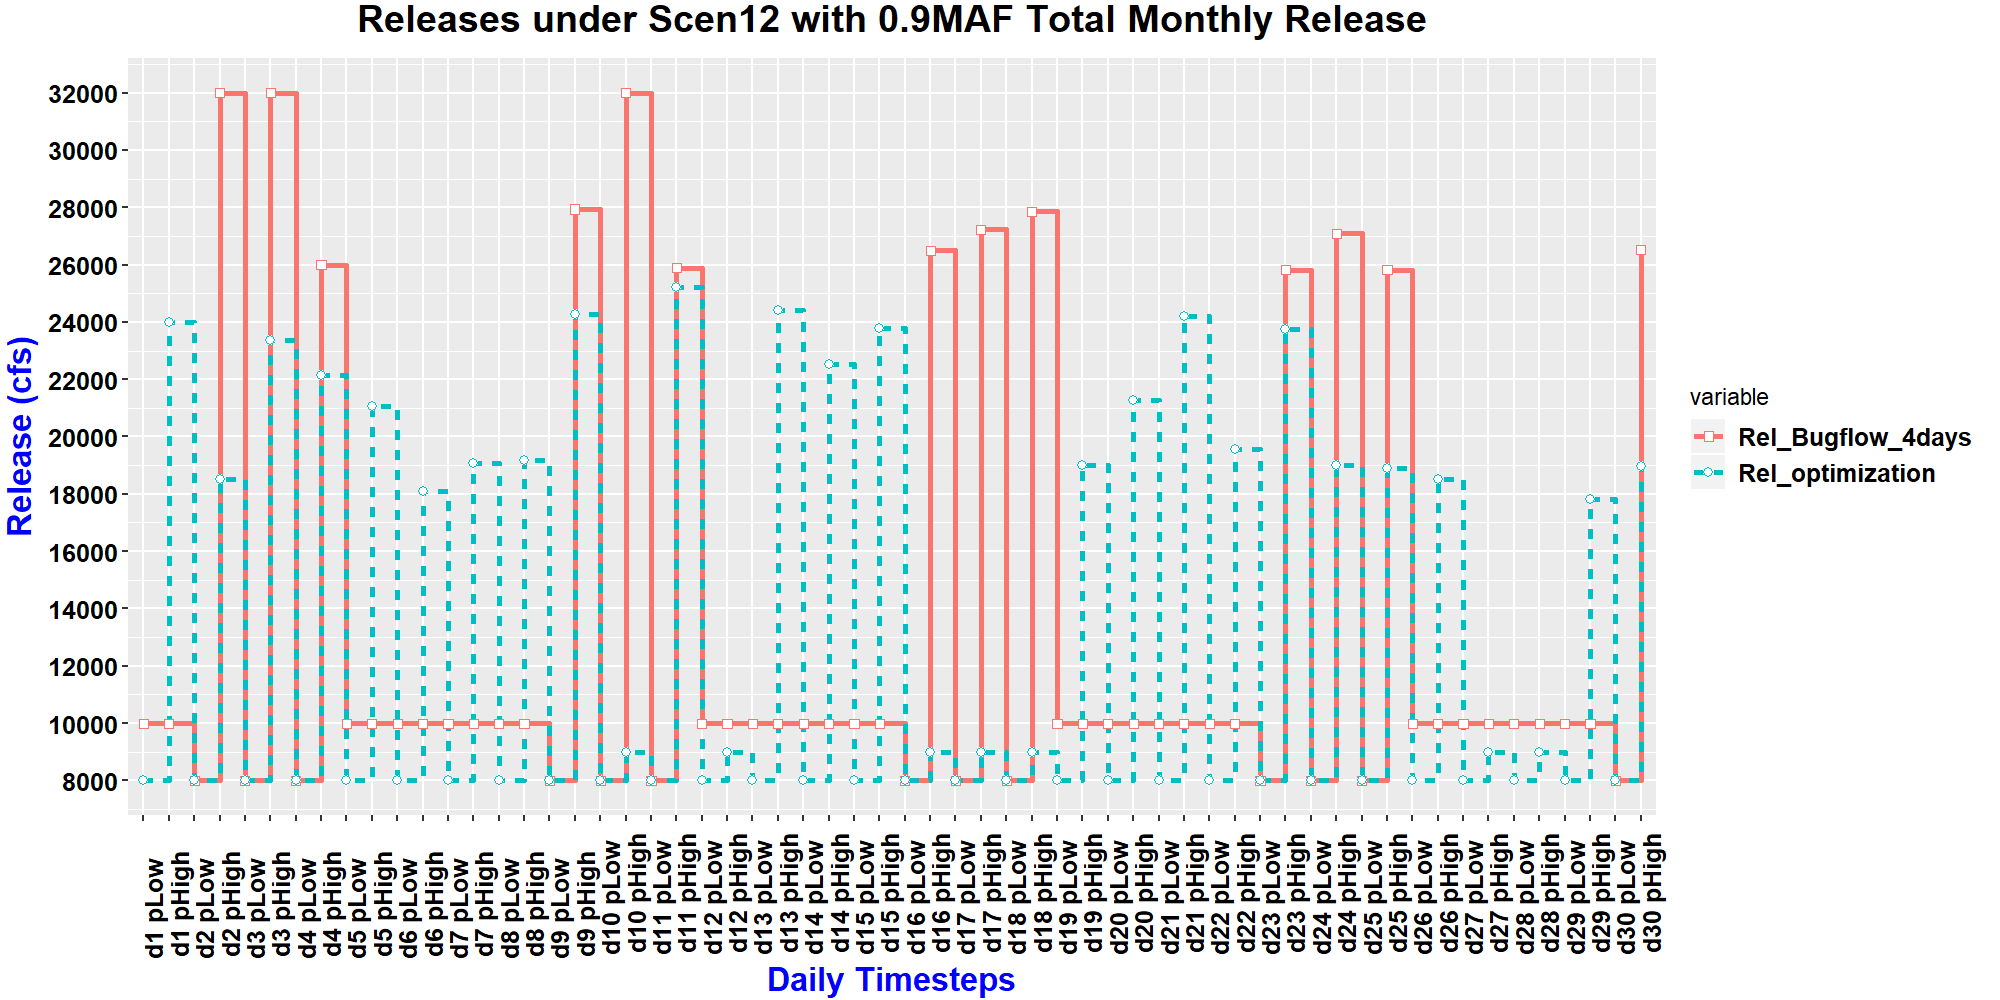 Releases under Scen12 with 0.9MAF Total Monthly Release
32000
30000
28000
26000
24000
22000
20000
18000
16000
14000
12000
10000
8000
Release (cfs)
d1 pLow
d1 pHigh
d2 pLow
d2 pHigh
d3 pLow
d3 pHigh
d4 pLow
d4 pHigh
d5 pLow
d5 pHigh
d6 pLow
d6 pHigh
d7 pLow
d7 pHigh
d8 pLow
d8 pHigh
d9 pLow
d9 pHigh
d10 pLow
d10 pHigh
d11 pLow
d11 pHigh
d12 pLow
d12 pHigh
d13 pLow
d13 pHigh
d14 pLow
d14 pHigh
d15 pLow
d15 pHigh
d16 pLow
d16 pHigh
d17 pLow
d17 pHigh
d18 pLow
d18 pHigh
d19 pLow
d19 pHigh
d20 pLow
d20 pHigh
d21 pLow
d21 pHigh
d22 pLow
d22 pHigh
d23 pLow
d23 pHigh
d24 pLow
d24 pHigh
d25 pLow
d25 pHigh
d26 pLow
d26 pHigh
d27 pLow
d27 pHigh
d28 pLow
d28 pHigh
d29 pLow
d29 pHigh
d30 pLow
d30 pHigh
Daily Timesteps
variable
Rel_Bugflow_4days
Rel_optimization